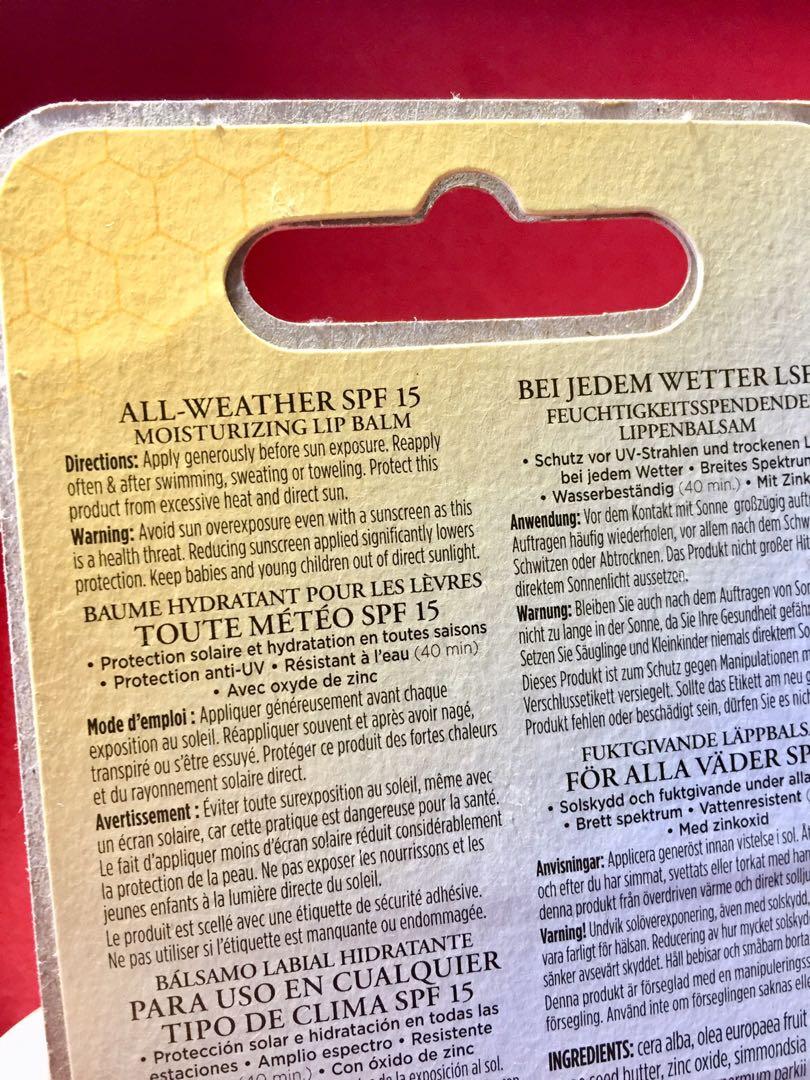 ALL-WEATHER SPF 15
MOISTURIZING LIP BALM
Directions: Apply generously before sun exposure. Reapply
often & after swimming, sweating or toweling. Protect this
product from excessive heat and direct sun.
Warning: Avoid sun overexposure even with a sunscreen as this
is a health threat. Reducing sunscreen applied significantly lowers
protection. Keep babies and young children out of direct sunlight.
BAUME HYDRATANT POUR LES LÈVRES
TOUTE MÉTÉO SPF 15
• Protection solaire et hydratation en toutes saisons
• Protection anti-UV • Résistant à l'eau (40 min)
• Avec oxyde de zinc
Mode d'emploi : Appliquer généreusement avant chaque
exposition au soleil. Réappliquer souvent et après avoir nagé,
transpiré ou s'être essuyé. Protéger ce produit des fortes chaleurs
et du rayonnement solaire direct.
Avertissement : Éviter toute surexposition au soleil, même avec
un écran solaire, car cette pratique est dangereuse pour la santé.
Le fait d'appliquer moins d'écran solaire réduit considérablement
la protection de la peau. Ne pas exposer les nourrissons et les
jeunes enfants à la lumière directe du soleil.
Le produit est scellé avec une étiquette de sécurité adhésive.
Ne pas utiliser si l'étiquette est manquante ou endommagée.
BÁLSAMO LABIAL HIDRATANTE
PARA USO EN CUALQUIER
TIPO DE CLIMA SPF 15
• Protección solar e hidratación en todas las
estaciones • Amplio espectro • Resistente
(40 min.) • Con óxido de zinc
de la exposición al sol.
BEI JEDEM WETTER LSF
FEUCHTIGKEITSSPENDENDE
LIPPENBALSAM
• Schutz vor UV-Strahlen und trockenen
bei jedem Wetter • Breites Spektrum
• Wasserbeständig (40 min.) • Mit Zink
Anwendung: Vor dem Kontakt mit Sonne großzügig
Auftragen häufig wiederholen, vor allem nach dem
Schwitzen oder Abtrocknen. Das Produkt nicht großer
direktem Sonnenlicht aussetzen.
Warnung: Bleiben Sie auch nach dem Auftragen von
nicht zu lange in der Sonne, da Sie Ihre Gesundheit
Setzen Sie Säuglinge und Kleinkinder niemals direktem
Dieses Produkt ist zum Schutz gegen Manipulationen
Verschlussetikett versiegelt. Sollte das Etikett am neu
Produkt fehlen oder beschädigt sein, dürfen Sie es
FUKTGIVANDE LÄPPBALS
FÖR ALLA VÄDER SP
• Solskydd och fuktgivande under alla
• Brett spektrum • Vattenresistent
• Med zinkoxid
Anvisningar: Applicera generöst innan vistelse i sol.
och efter du har simmat, svettats eller torkat med
denna produkt från överdriven värme och direkt
Varning! Undvik solöverexponering, även med
vara farligt för hälsan. Reducering av hur mycket
sänker avsevärt skyddet. Håll bebisar och småbarn
Denna produkt är förseglad med en
försegling. Använd inte om förseglingen saknas
INGREDIENTS: cera alba, olea europaea fruit
seed butter, zinc oxide, simmondsia
parkii